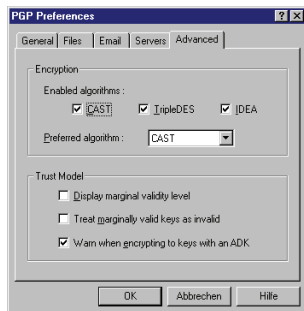 PGP Preferences
General Files Email Servers Advanced
Encryption
Enabled algorithms :
CAST TripleDES IDEA
Preferred algorithm : CAST
Trust Model
Display marginal validity level
Treat marginally valid keys as invalid
Warn when encrypting to keys with an ADK
OK Abbrechen Hilfe